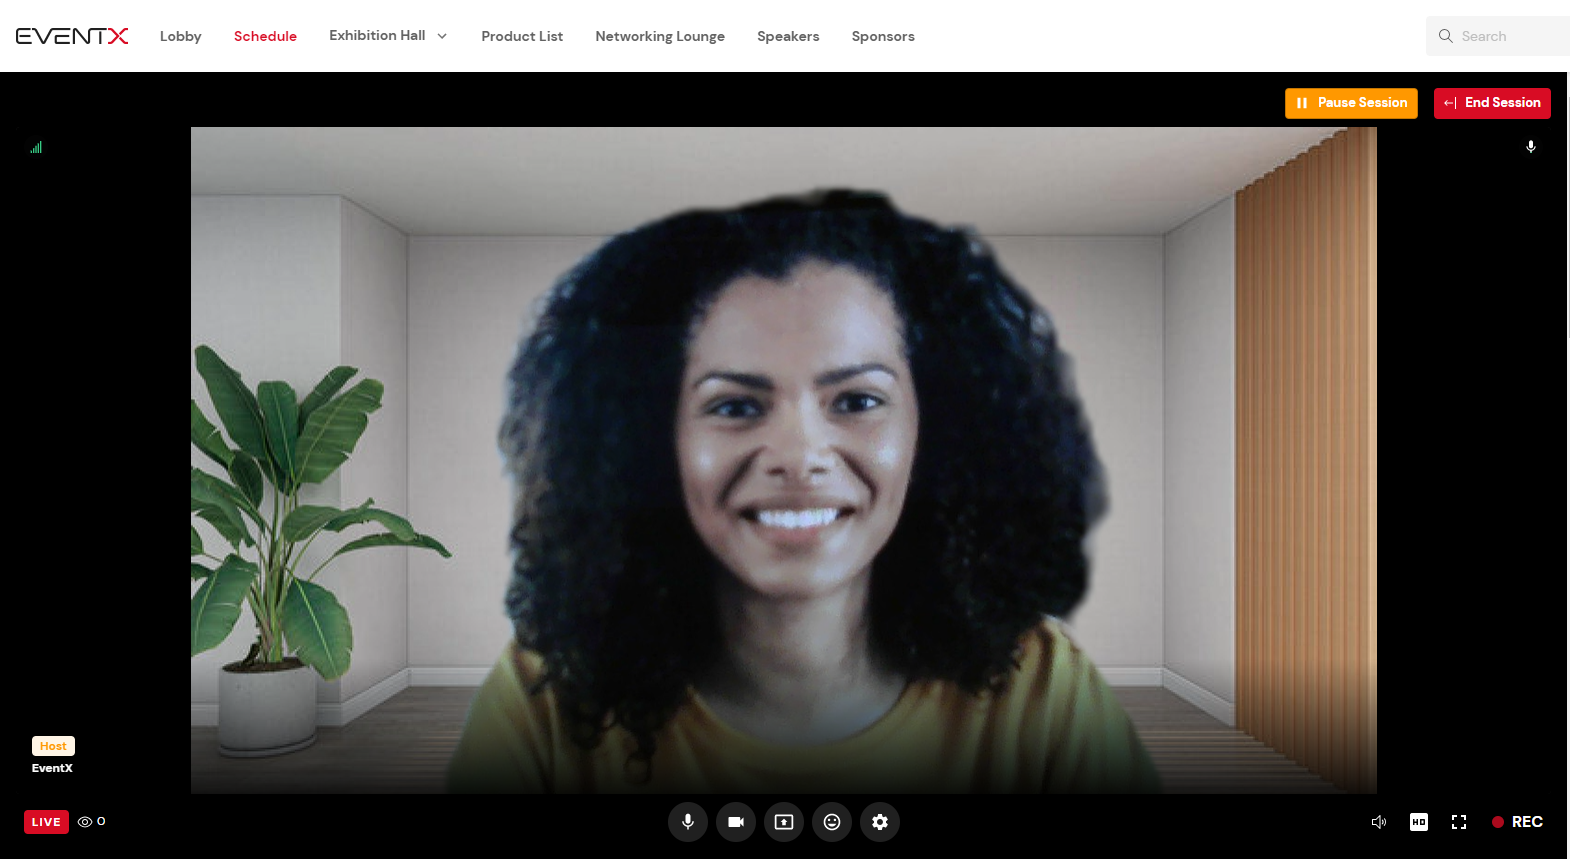 EVENTX Lobby Schedule Exhibition Hall Product List Networking Lounge Speakers Sponsors Search
Pause Session End Session
Host
EventX
LIVE 0 HD REC